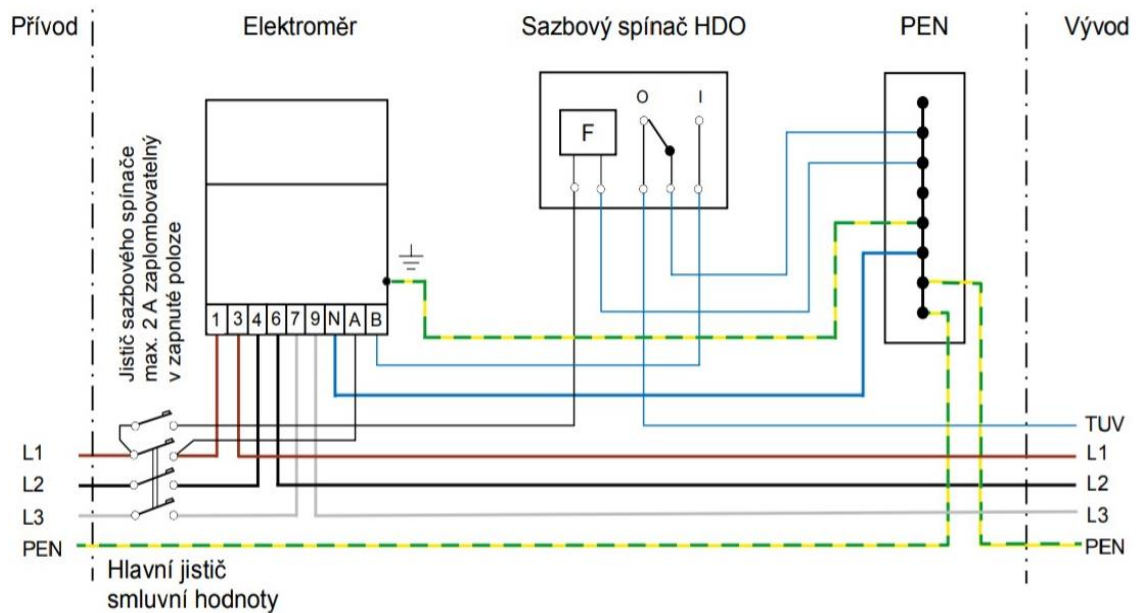 Přívod
Elektroměr
Sazbový spínač HDO
PEN
Vývod
Jistič sazbového spínače
max. 2 A zaplombovatelný
v zapnuté poloze
F
O
I
1 3 4 6 7 9 N A B
L1
L2
L3
PEN
TUV
L1
L2
L3
PEN
Hlavní jistič
smluvní hodnoty